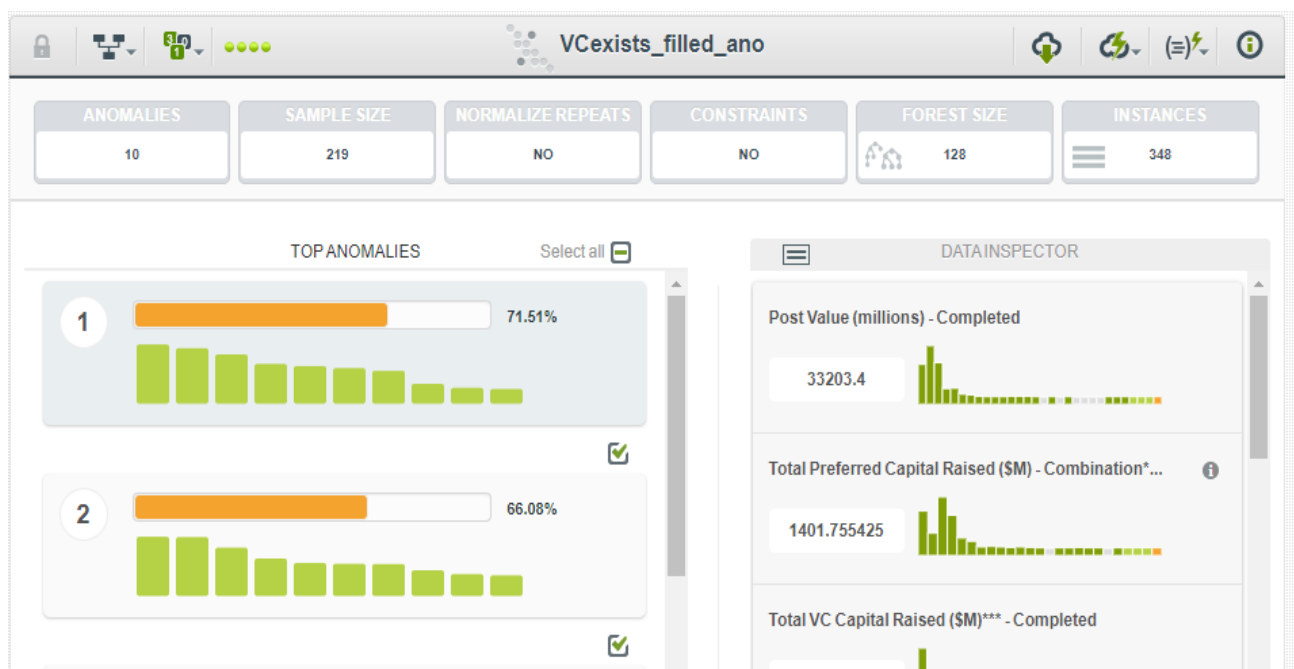 VCexists_filled_ano
ANOMALIES SAMPLE SIZE NORMALIZE REPEATS CONSTRAINTS FOREST SIZE INSTANCES
10 219 NO NO 128 348
TOP ANOMALIES Select all DATA INSPECTOR
1 71.51%
Post Value (millions) - Completed
33203.4
Total Preferred Capital Raised ($M) - Combination*...
2 66.08%
1401.755425
Total VC Capital Raised ($M)*** - Completed